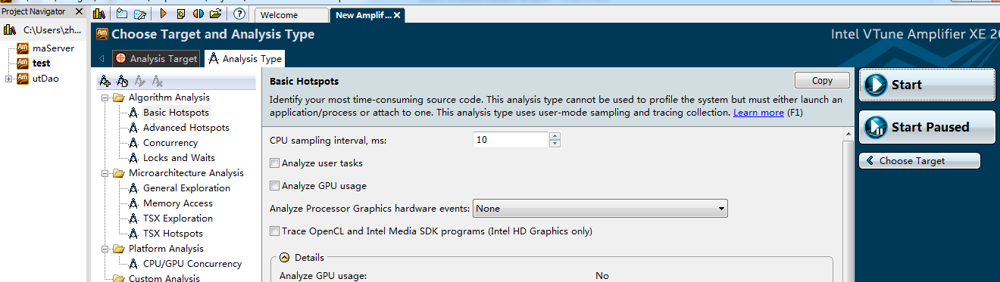 Project Navigator
C:\Users\zh...
maServer
test
utDao
Welcome
New Amplif...
Choose Target and Analysis Type
Intel VTune Amplifier XE
Analysis Target
Analysis Type
Algorithm Analysis
Basic Hotspots
Advanced Hotspots
Concurrency
Locks and Waits
Microarchitecture Analysis
General Exploration
Memory Access
TSX Exploration
TSX Hotspots
Platform Analysis
CPU/GPU Concurrency
Custom Analysis
Basic Hotspots
Copy
Identify your most time-consuming source code. This analysis type cannot be used to profile the system but must either launch an
application/process or attach to one. This analysis type uses user-mode sampling and tracing collection. Learn more (F1)
CPU sampling interval, ms: 10
Analyze user tasks
Analyze GPU usage
Analyze Processor Graphics hardware events: None
Trace OpenCL and Intel Media SDK programs (Intel HD Graphics only)
Details
Analyze GPU usage: No
Start
Start Paused
Choose Target